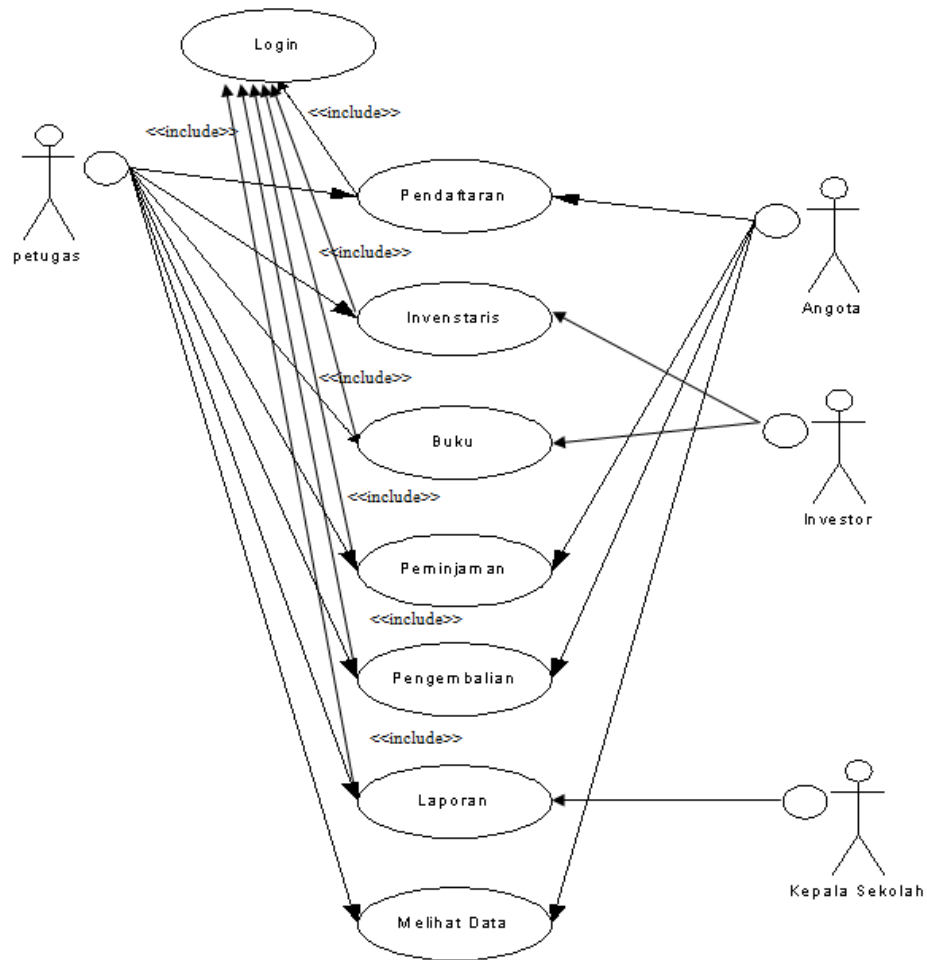 Login
<<include>>
<<include>>
petugas
Pendaftaran
Angota
<<include>>
Invenstaris
<<include>>
Buku
Investor
<<include>>
Peminjaman
<<include>>
Pengembalian
<<include>>
Laporan
Kepala Sekolah
Melihat Data